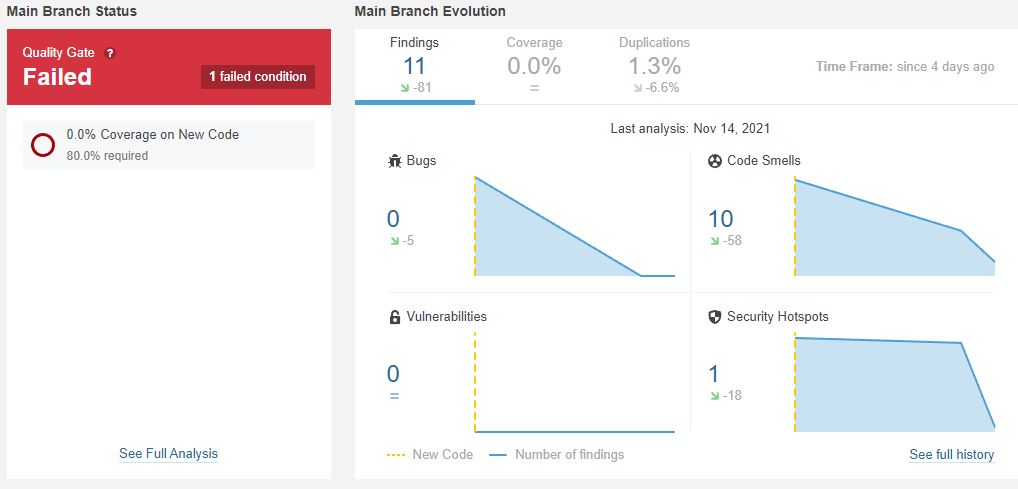 Main Branch Status
Quality Gate ?
Failed
1 failed condition
0.0% Coverage on New Code
80.0% required
See Full Analysis
Main Branch Evolution
Findings
11
-81
Coverage
0.0%
=
Duplications
1.3%
-6.6%
Time Frame: since 4 days ago
Last analysis: Nov 14, 2021
Bugs
0
-5
Code Smells
10
-58
Vulnerabilities
0
=
Security Hotspots
1
-18
New Code
Number of findings
See full history